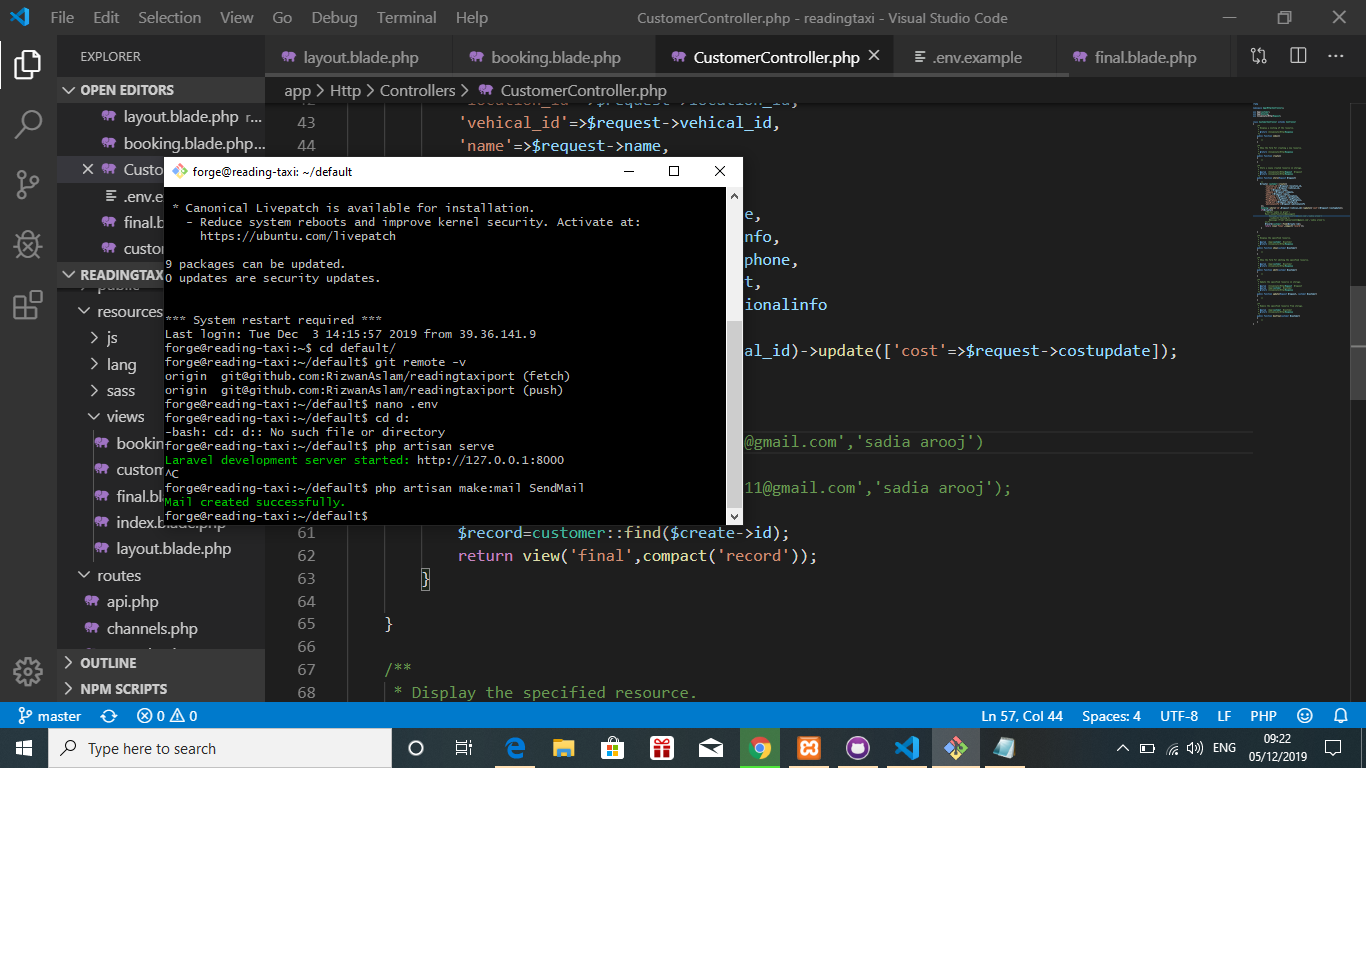 File Edit Selection View Go Debug Terminal Help
CustomerController.php - readingtaxi - Visual Studio Code
EXPLORER
layout.blade.php
booking.blade.php
CustomerController.php
.env.example
final.blade.php
OPEN EDITORS
layout.blade.php r...
booking.blade.php...
Custo
.env.e
final.b
custo
READINGTAX
public
resources
js
lang
sass
views
bookin
custom
final.bl
index.blade.php
layout.blade.php
routes
api.php
channels.php
OUTLINE
NPM SCRIPTS
app > Http > Controllers > CustomerController.php
42 'location_id'=>$request->location_id,
43 'vehical_id'=>$request->vehical_id,
44 'name'=>$request->name,
e,
nfo,
phone,
t,
ionalinfo
al_id)->update(['cost'=>$request->costupdate]);
@gmail.com','sadia arooj')
11@gmail.com','sadia arooj');
61 $record=customer::find($create->id);
62 return view('final',compact('record'));
63 }
64
65 }
66
67 /**
68 * Display the specified resource.
forge@reading-taxi: ~/default
* Canonical Livepatch is available for installation.
- Reduce system reboots and improve kernel security. Activate at:
https://ubuntu.com/livepatch
9 packages can be updated.
0 updates are security updates.
*** System restart required ***
Last login: Tue Dec  3 14:15:57 2019 from 39.36.141.9
forge@reading-taxi:~$ cd default/
forge@reading-taxi:~/default$ git remote -v
origin  git@github.com:RizwanAslam/readingtaxiport (fetch)
origin  git@github.com:RizwanAslam/readingtaxiport (push)
forge@reading-taxi:~/default$ nano .env
forge@reading-taxi:~/default$ cd d:
-bash: cd: d:: No such file or directory
forge@reading-taxi:~/default$ php artisan serve
Laravel development server started: http://127.0.0.1:8000
^C
forge@reading-taxi:~/default$ php artisan make:mail SendMail
Mail created successfully.
forge@reading-taxi:~/default$
master
0 0
Ln 57, Col 44 Spaces: 4 UTF-8 LF PHP
Type here to search
ENG
09:22
05/12/2019